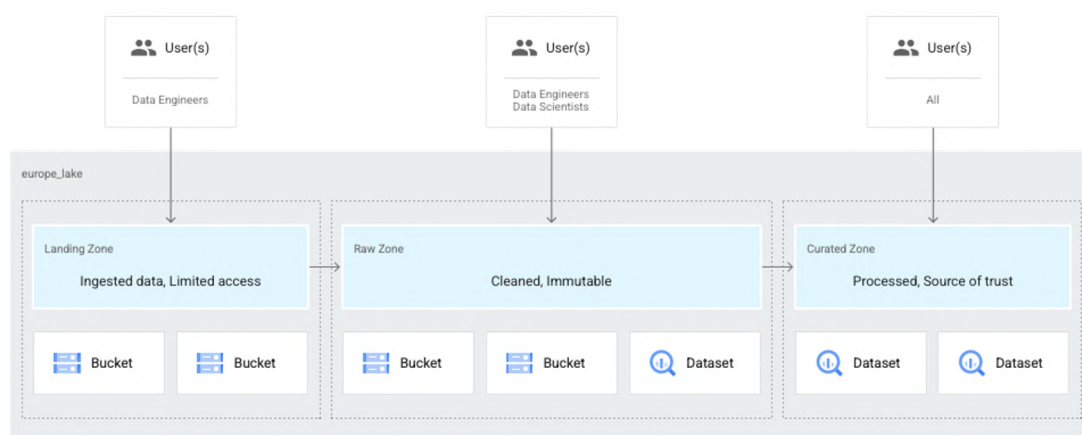 User(s)
Data Engineers
User(s)
Data Engineers
Data Scientists
User(s)
All
europe_lake
Landing Zone
Ingested data, Limited access
Raw Zone
Cleaned, Immutable
Curated Zone
Processed, Source of trust
Bucket
Bucket
Bucket
Bucket
Dataset
Dataset
Dataset